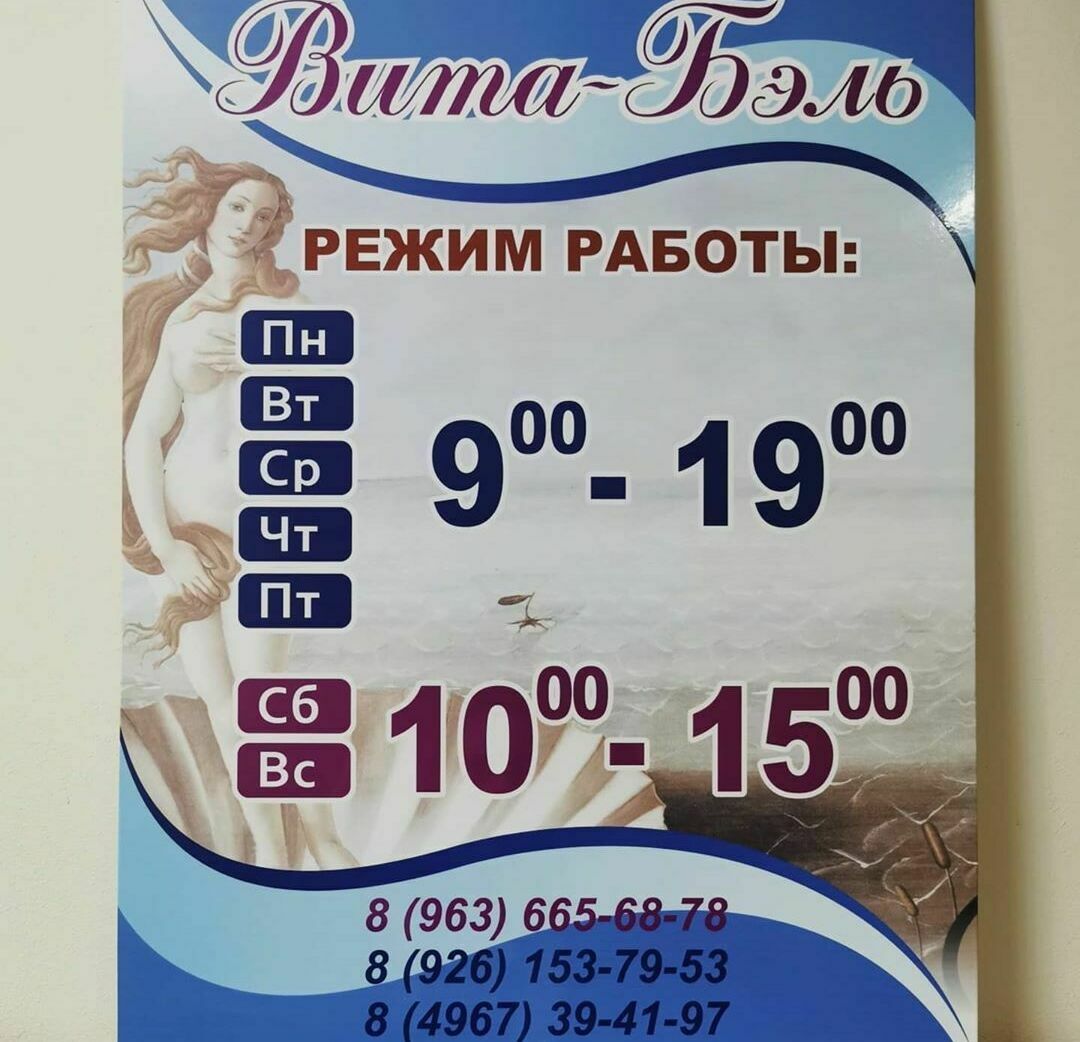 Вита-Бэль
РЕЖИМ РАБОТЫ:
Пн
Вт
Ср
Чт
Пт
9⁰⁰ - 19⁰⁰
Сб
Вс
10⁰⁰ - 15⁰⁰
8 (963) 665-68-78
8 (926) 153-79-53
8 (4967) 39-41-97